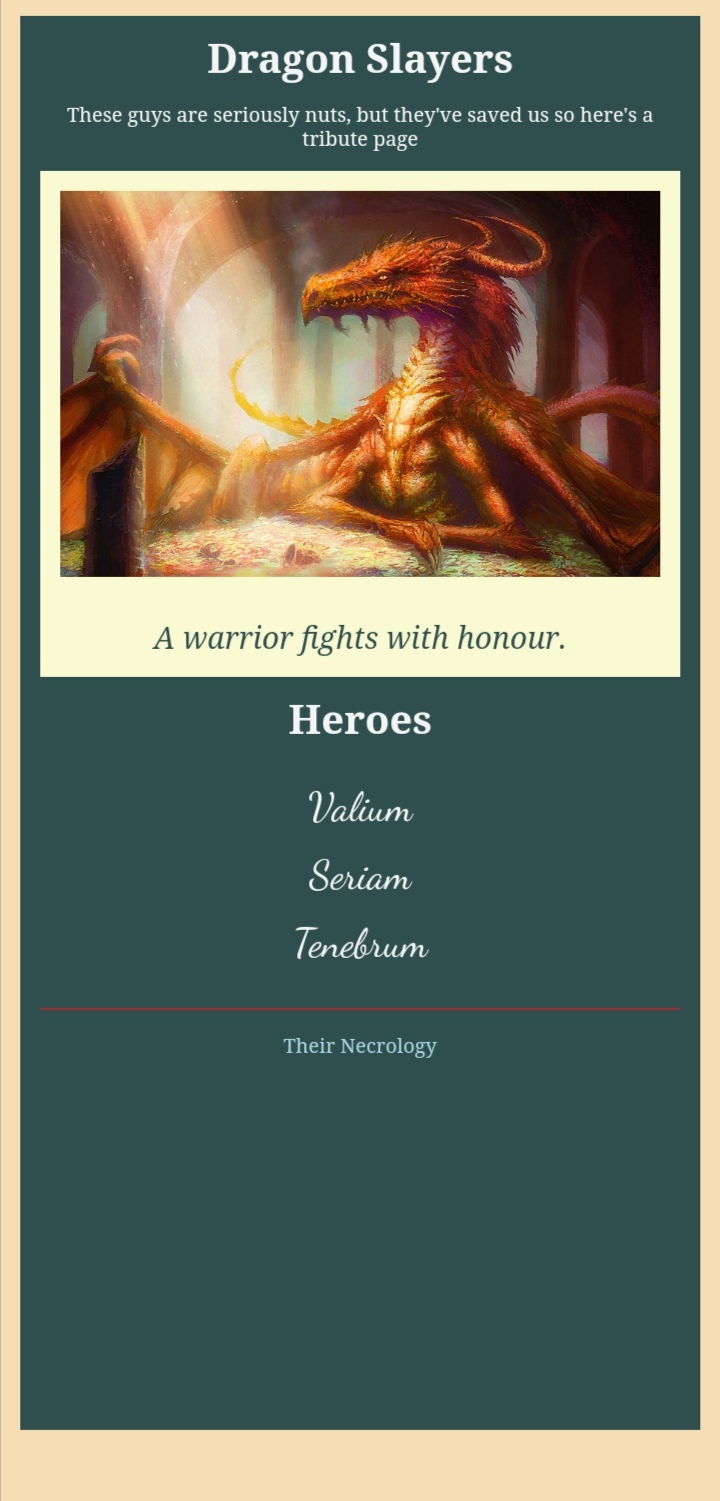 Dragon Slayers
These guys are seriously nuts, but they've saved us so here's a
tribute page
A warrior fights with honour.
Heroes
Valium
Seriam
Tenebrum
Their Necrology